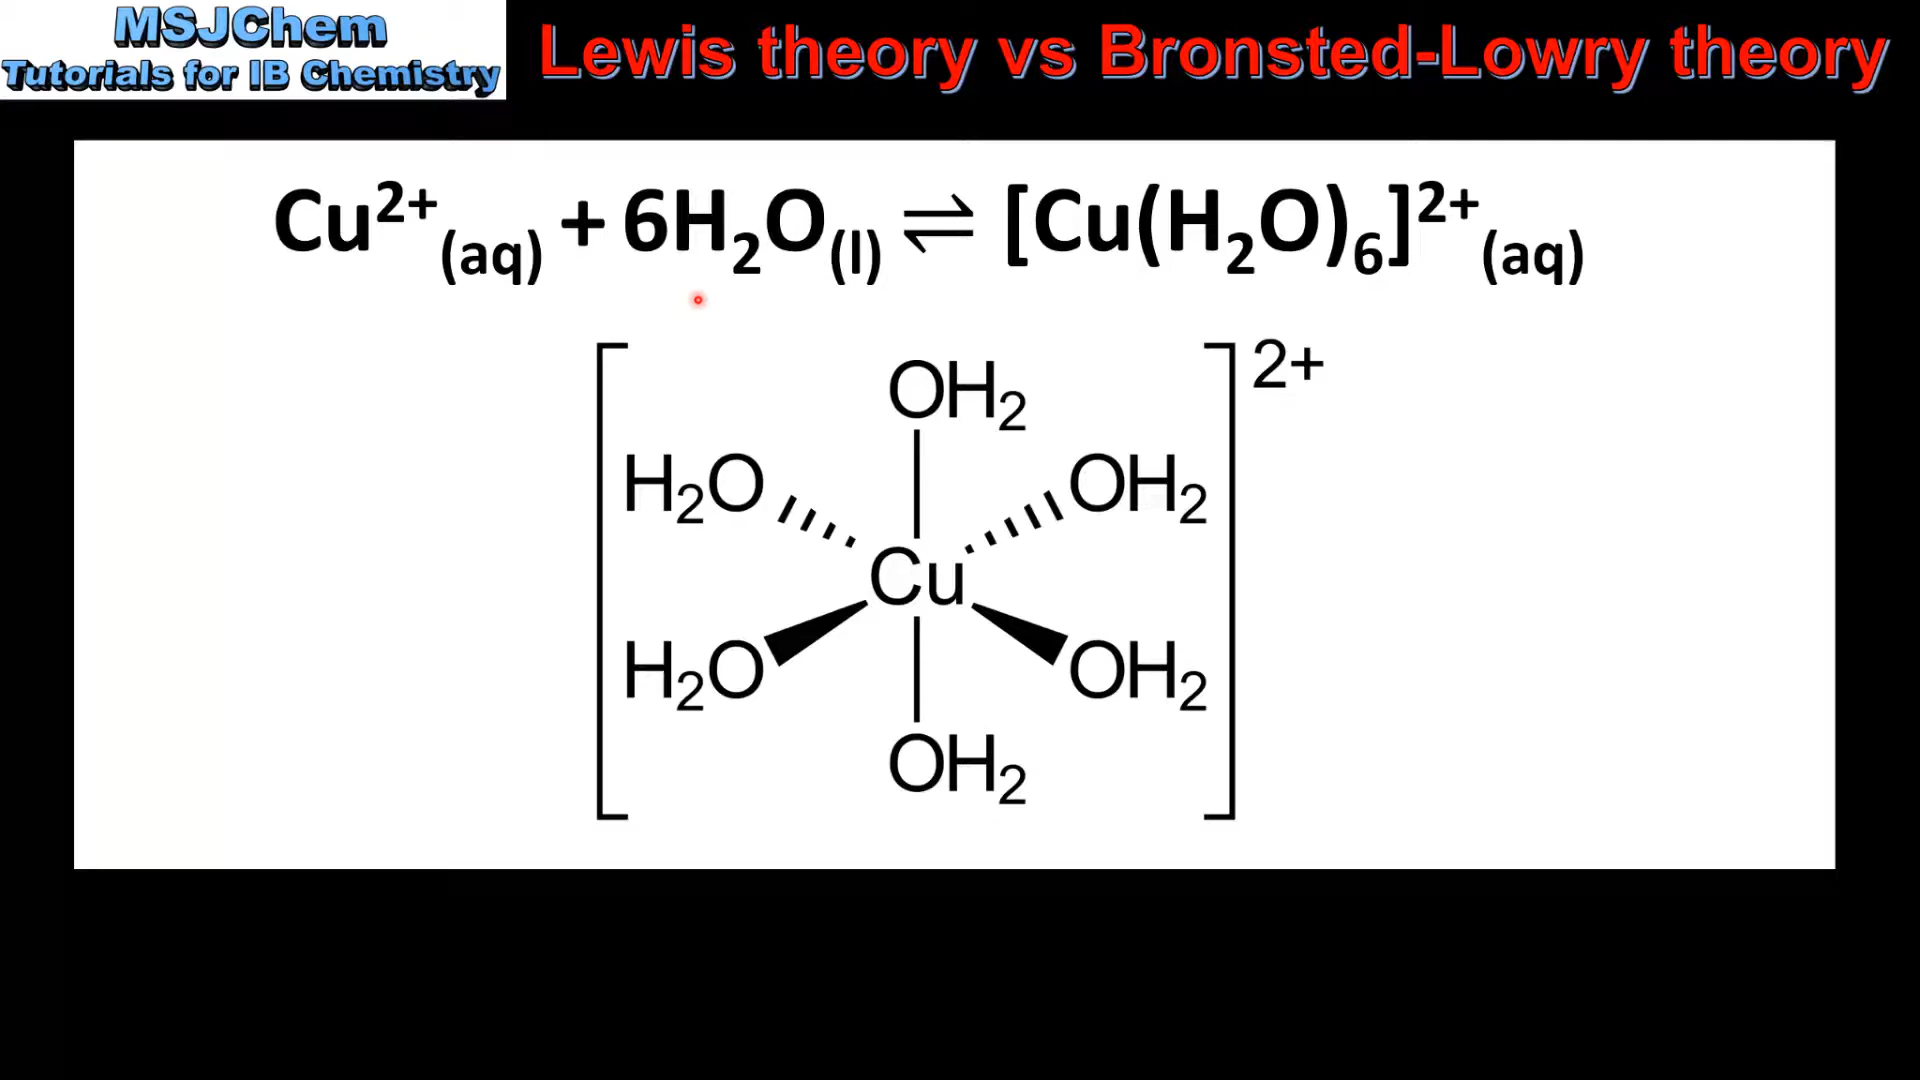 MSJChem
Tutorials for IB Chemistry
Lewis theory vs Bronsted-Lowry theory
Cu²⁺(aq) + 6H₂O(l) ⇌ [Cu(H₂O)₆]²⁺(aq)
2+
OH₂
H₂O OH₂
Cu
H₂O OH₂
OH₂